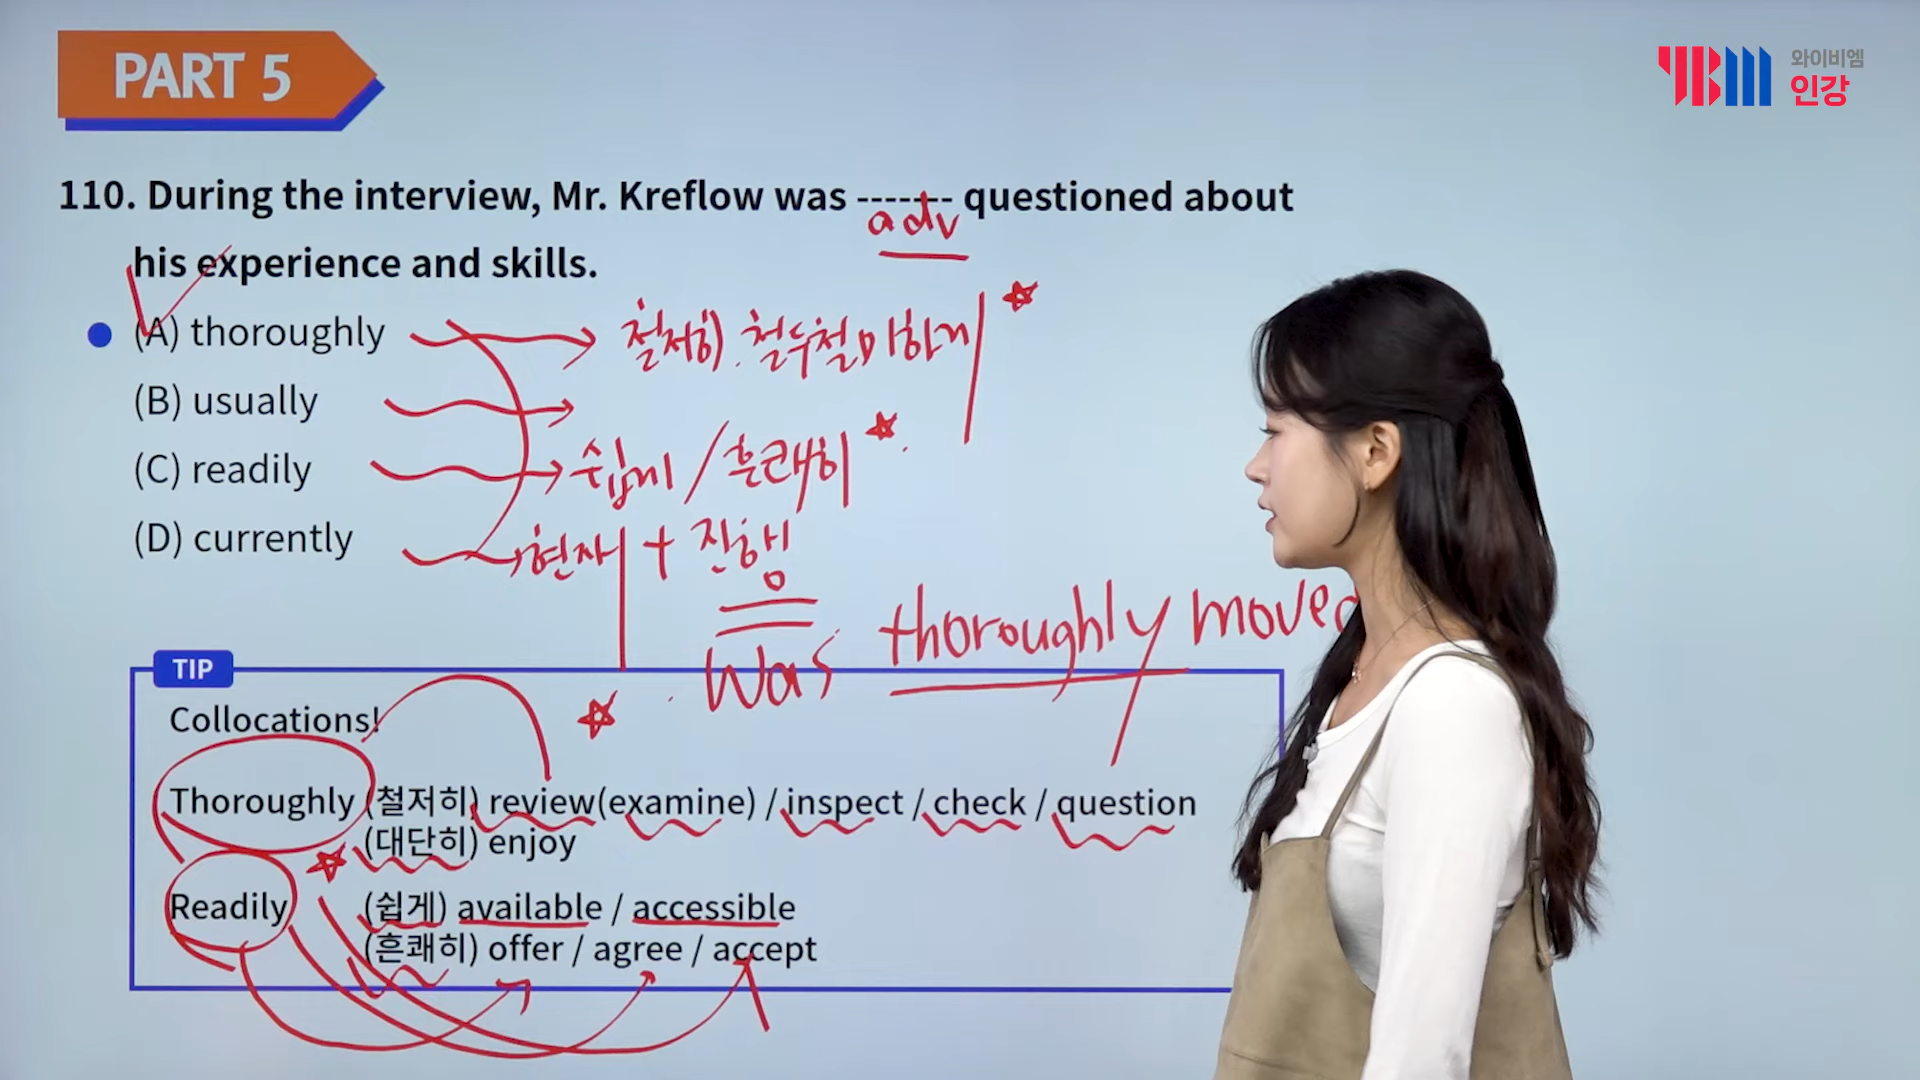 PART 5
YBM 와이비엠
인강
110. During the interview, Mr. Kreflow was ------- questioned about
adv
his experience and skills.
(A) thoroughly 철저히. 철두철미하게
(B) usually
(C) readily 쉽게 / 흔쾌히
(D) currently 현재 + 진행
was thoroughly moved
TIP
Collocations!
Thoroughly (철저히) review(examine) / inspect / check / question
(대단히) enjoy
Readily (쉽게) available / accessible
(흔쾌히) offer / agree / accept